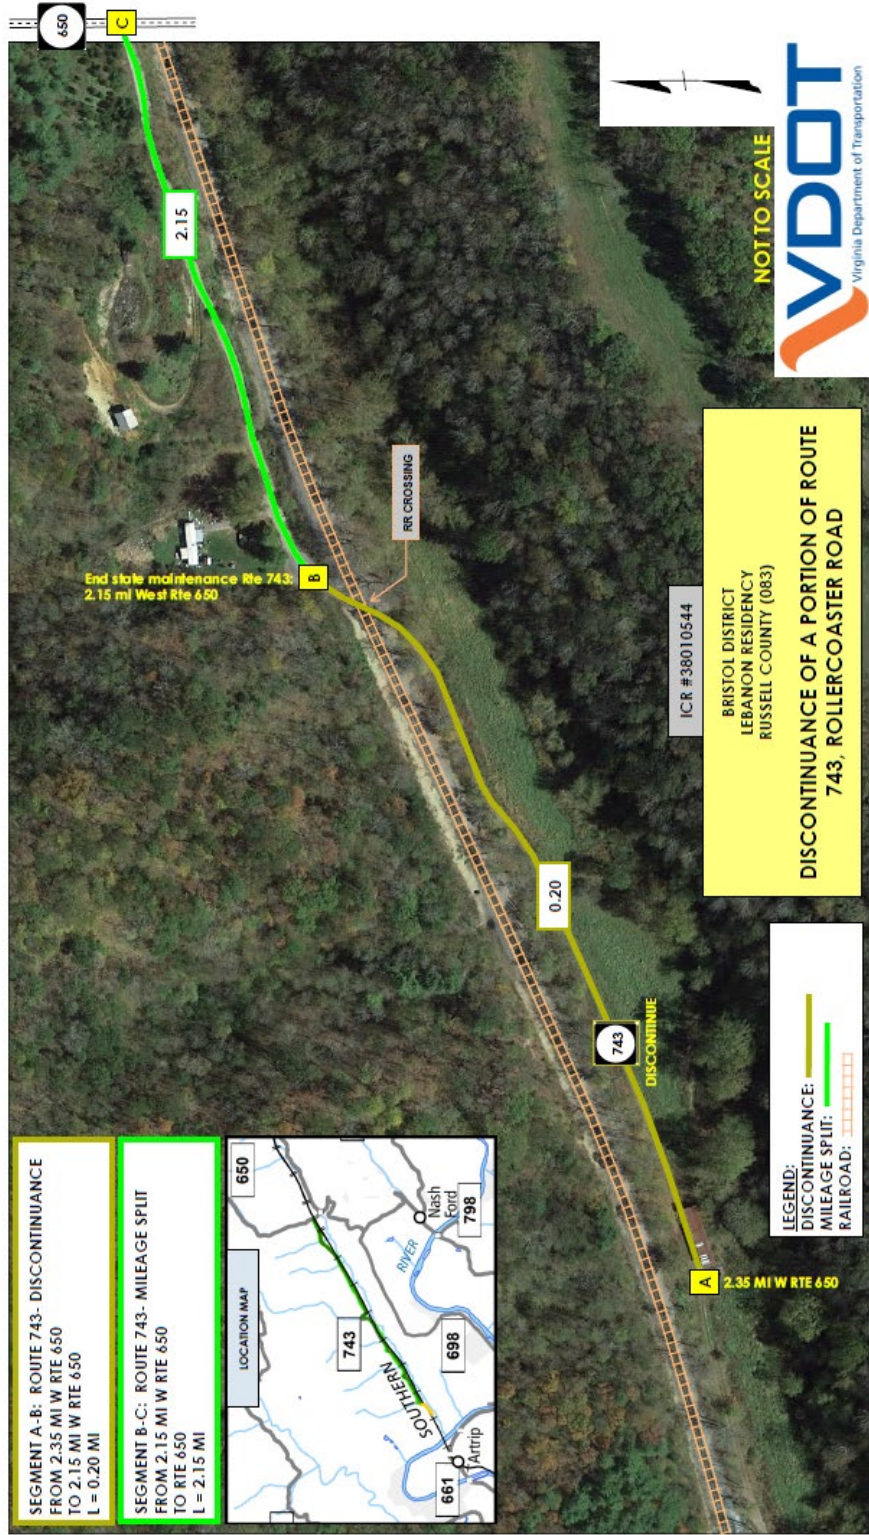 SEGMENT A-B: ROUTE 743- DISCONTINUANCE
FROM 2.35 MI W RTE 650
TO 2.15 MI W RTE 650
L = 0.20 MI
SEGMENT B-C: ROUTE 743- MILEAGE SPLIT
FROM 2.15 MI W RTE 650
TO RTE 650
L = 2.15 MI
LOCATION MAP
650
743
SOUTHERN
698
RIVER
Nash
Ford
798
661
Artrip
End state maintenance Rte 743:
2.15 mi West Rte 650
B
2.15
650
C
RR CROSSING
0.20
743
DISCONTINUE
A
2.35 MI W RTE 650
LEGEND:
DISCONTINUANCE:
MILEAGE SPLIT:
RAILROAD:
ICR #38010544
BRISTOL DISTRICT
LEBANON RESIDENCY
RUSSELL COUNTY (083)
DISCONTINUANCE OF A PORTION OF ROUTE
743, ROLLERCOASTER ROAD
NOT TO SCALE
VDOT
Virginia Department of Transportation